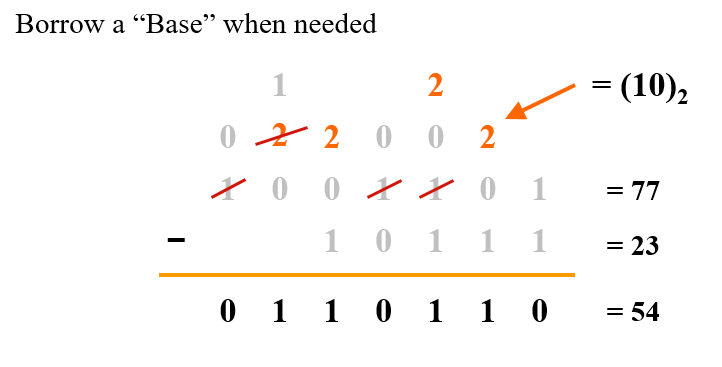 Borrow a “Base” when needed
1 2 = (10)₂
0 2 2 0 0 2
1 0 0 1 1 0 1 = 77
− 1 0 1 1 1 = 23
0 1 1 0 1 1 0 = 54